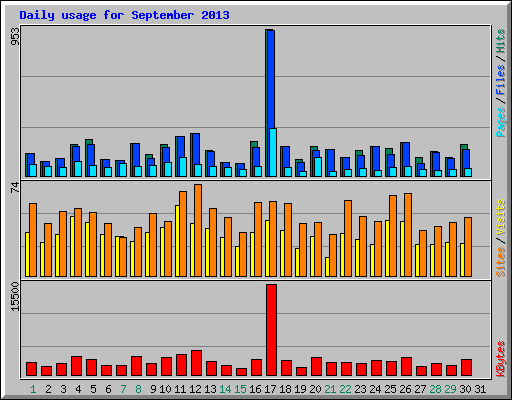 Daily usage for September 2013
953
Pages / Files / Hits
74
Sites / Visits
15500
KBytes
1 2 3 4 5 6 7 8 9 10 11 12 13 14 15 16 17 18 19 20 21 22 23 24 25 26 27 28 29 30 31